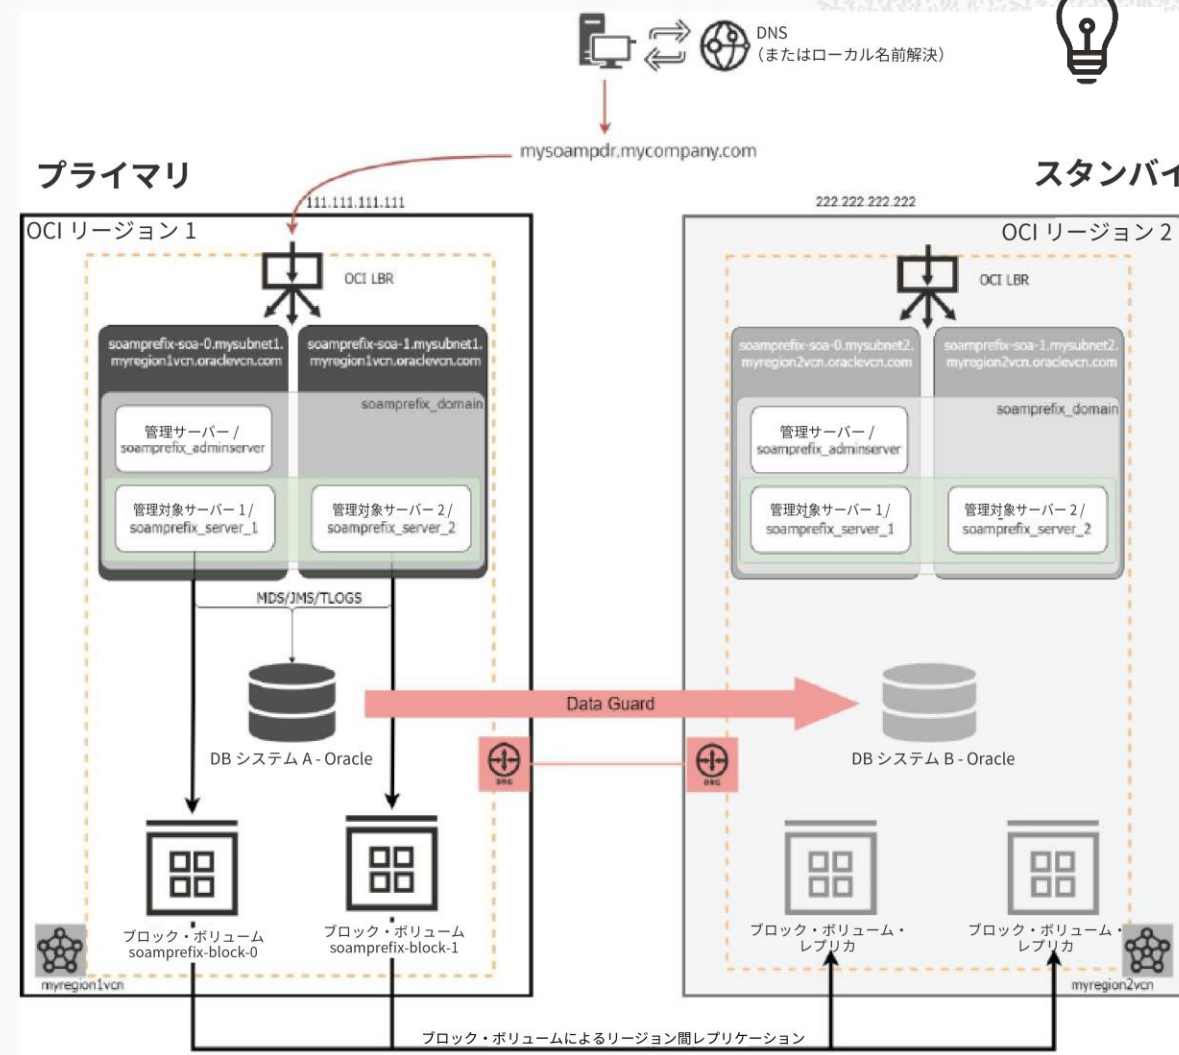 DNS
（またはローカル名前解決）
mysoampdr.mycompany.com
プライマリ
スタンバイ
111.111.111.111
222.222.222.222
OCI リージョン 1
OCI LBR
soamprefix-soa-0.mysubnet1.
myregion1vcn.oraclevcn.com
soamprefix-soa-1.mysubnet1.
myregion1vcn.oraclevcn.com
soamprefix_domain
管理サーバー /
soamprefix_adminserver
管理対象サーバー 1 /
soamprefix_server_1
管理対象サーバー 2 /
soamprefix_server_2
MDS/JMS/TLOGS
DB システム A - Oracle
DRG
ブロック・ボリューム
soamprefix-block-0
ブロック・ボリューム
soamprefix-block-1
myregion1vcn
Data Guard
OCI リージョン 2
OCI LBR
soamprefix-soa-0.mysubnet2.
myregion2vcn.oraclevcn.com
soamprefix-soa-1.mysubnet2.
myregion2vcn.oraclevcn.com
soamprefix_domain
管理サーバー /
soamprefix_adminserver
管理対象サーバー 1 /
soamprefix_server_1
管理対象サーバー 2 /
soamprefix_server_2
DB システム B - Oracle
DRG
ブロック・ボリューム・
レプリカ
ブロック・ボリューム・
レプリカ
myregion2vcn
ブロック・ボリュームによるリージョン間レプリケーション